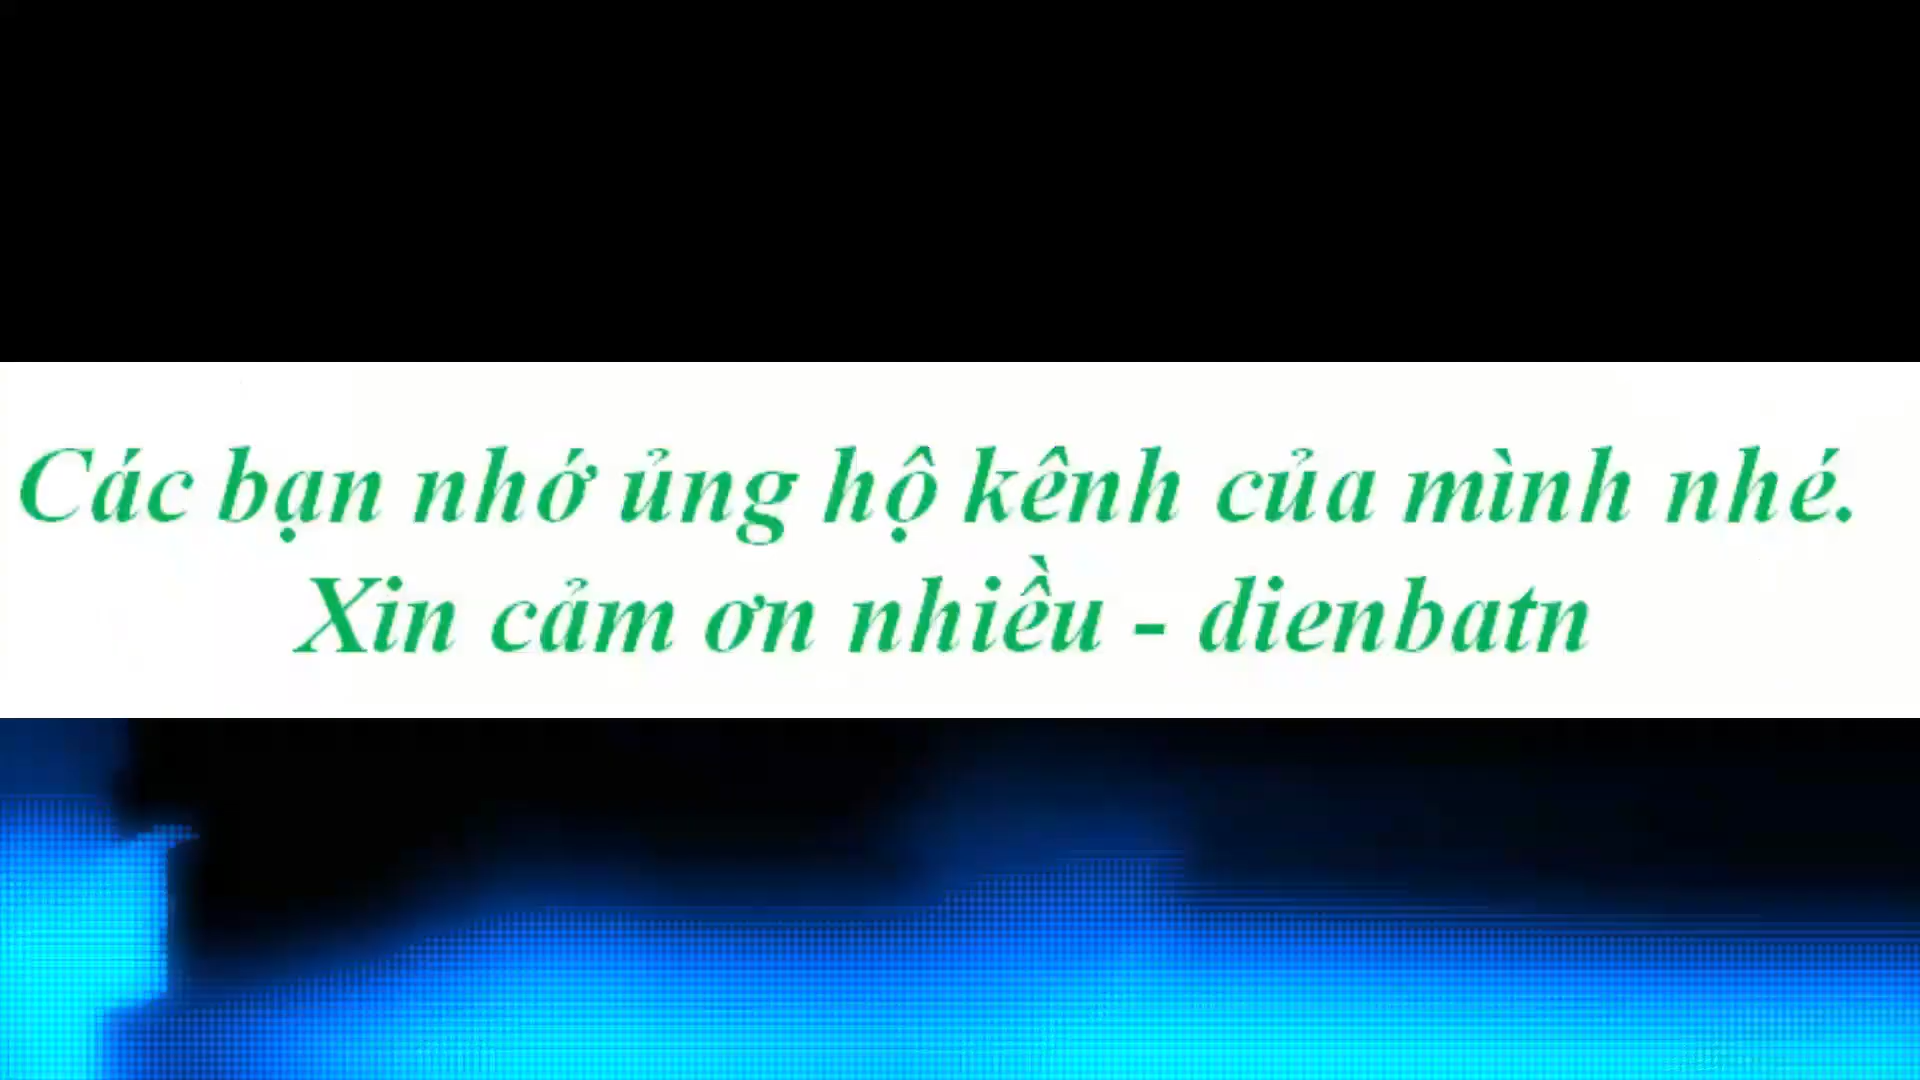 Các bạn nhớ ủng hộ kênh của mình nhé.
Xin cảm ơn nhiều - dienbatn